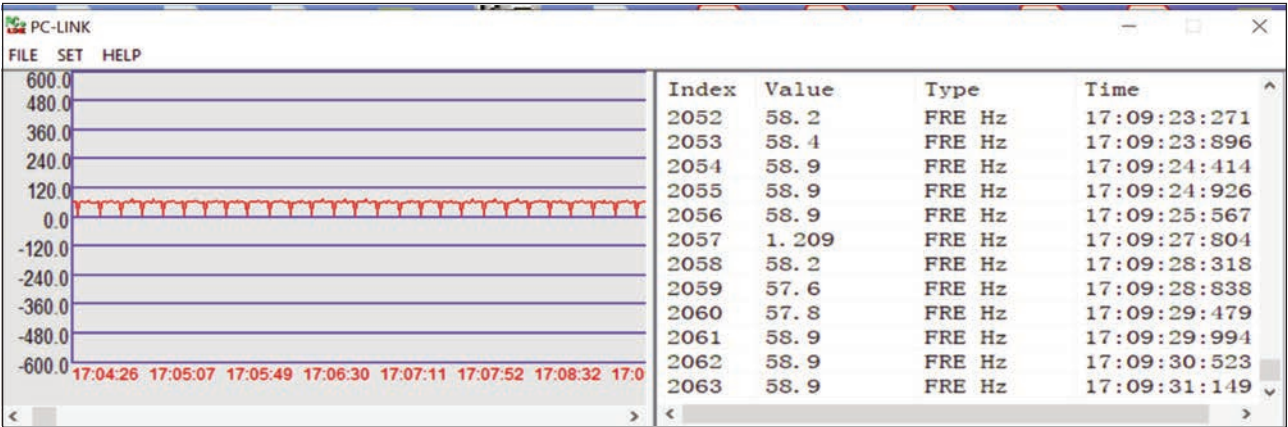 PC-LINK
FILE SET HELP
600.0
480.0
360.0
240.0
120.0
0.0
-120.0
-240.0
-360.0
-480.0
-600.0
17:04:26 17:05:07 17:05:49 17:06:30 17:07:11 17:07:52 17:08:32 17:0
Index Value Type Time
2052 58.2 FRE Hz 17:09:23:271
2053 58.4 FRE Hz 17:09:23:896
2054 58.9 FRE Hz 17:09:24:414
2055 58.9 FRE Hz 17:09:24:926
2056 58.9 FRE Hz 17:09:25:567
2057 1.209 FRE Hz 17:09:27:804
2058 58.2 FRE Hz 17:09:28:318
2059 57.6 FRE Hz 17:09:28:838
2060 57.8 FRE Hz 17:09:29:479
2061 58.9 FRE Hz 17:09:29:994
2062 58.9 FRE Hz 17:09:30:523
2063 58.9 FRE Hz 17:09:31:149